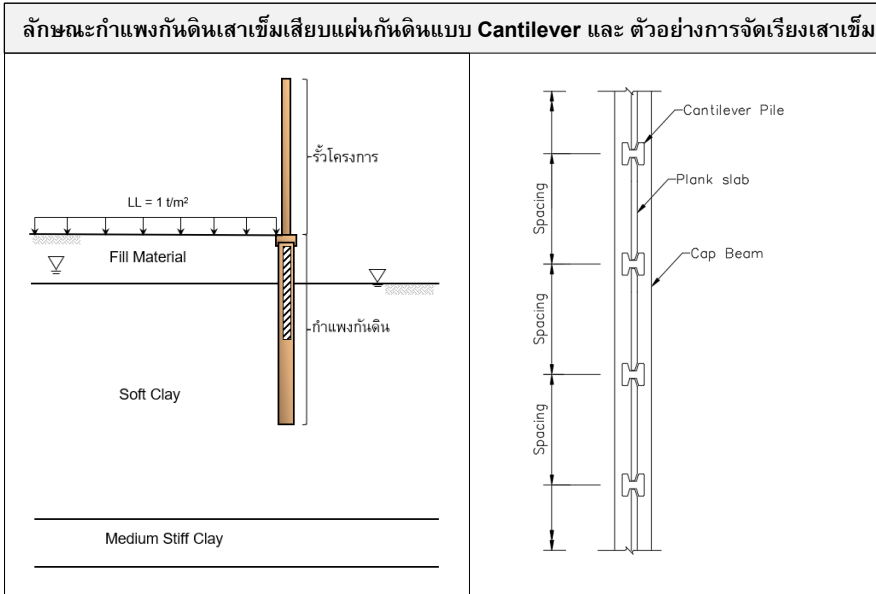 ลักษณะกำแพงกันดินเสาเข็มเสียบแผ่นกันดินแบบ Cantilever และ ตัวอย่างการจัดเรียงเสาเข็ม
รั้วโครงการ
LL = 1 t/m²
Fill Material
กำแพงกันดิน
Soft Clay
Medium Stiff Clay
Cantilever Pile
Plank slab
Cap Beam
Spacing
Spacing
Spacing